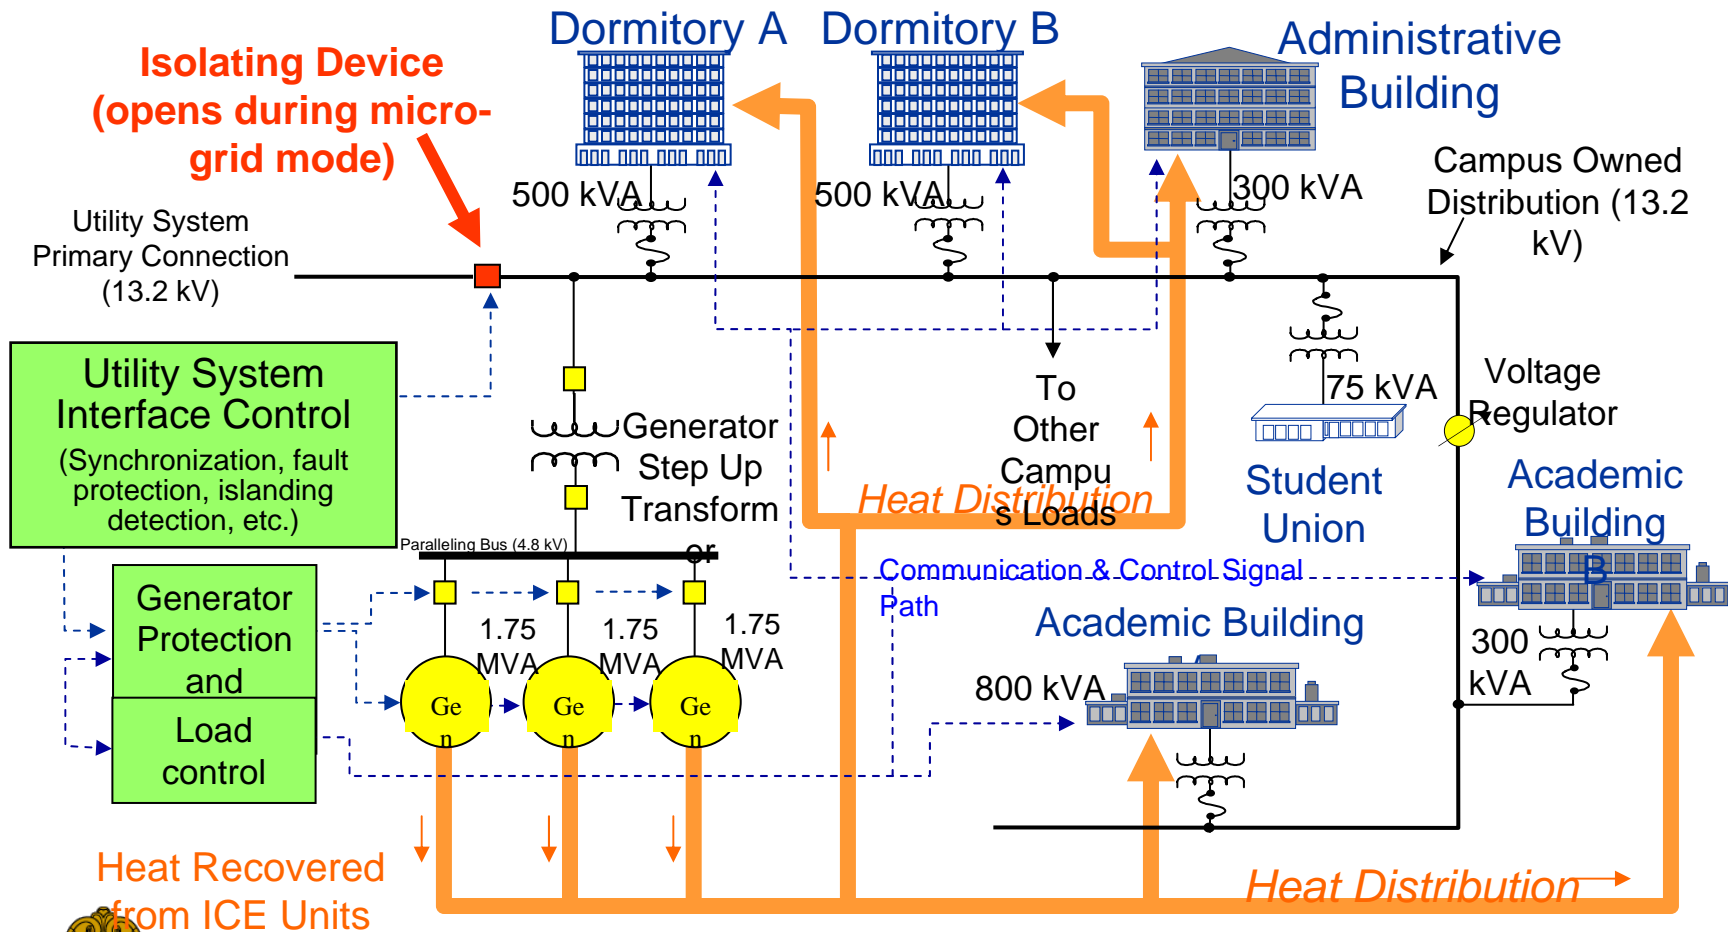 Dormitory A
Dormitory B
Administrative
Building
Isolating Device
(opens during micro-
grid mode)
500 kVA
500 kVA
300 kVA
Campus Owned
Distribution (13.2
kV)
Utility System
Primary Connection
(13.2 kV)
Utility System
Interface Control
(Synchronization, fault
protection, islanding
detection, etc.)
Generator
Step Up
Transform
or
To
Other
Campu
s Loads
75 kVA
Voltage
Regulator
Student
Union
Academic
Building
B
Heat Distribution
Paralleling Bus (4.8 kV)
Communication & Control Signal
Path
Generator
Protection
and
Load
control
1.75
MVA
1.75
MVA
1.75
MVA
Ge
n
Ge
n
Ge
n
Academic Building
800 kVA
300
kVA
Heat Recovered
from ICE Units
Heat Distribution